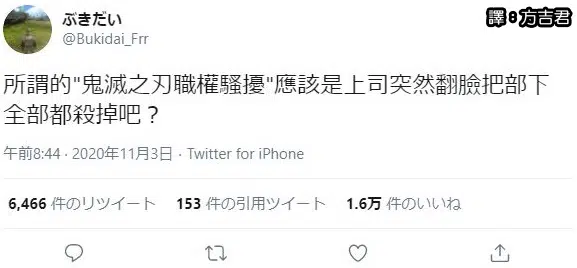 ぶきだい
譯8方吉君
@Bukidai_Frr
所謂的"鬼滅之刃職權騷擾"應該是上司突然翻臉把部下
全部都殺掉吧？
午前8:44 · 2020年11月3日 · Twitter for iPhone
6,466 件のリツイート 153 件の引用ツイート 1.6万 件のいいね